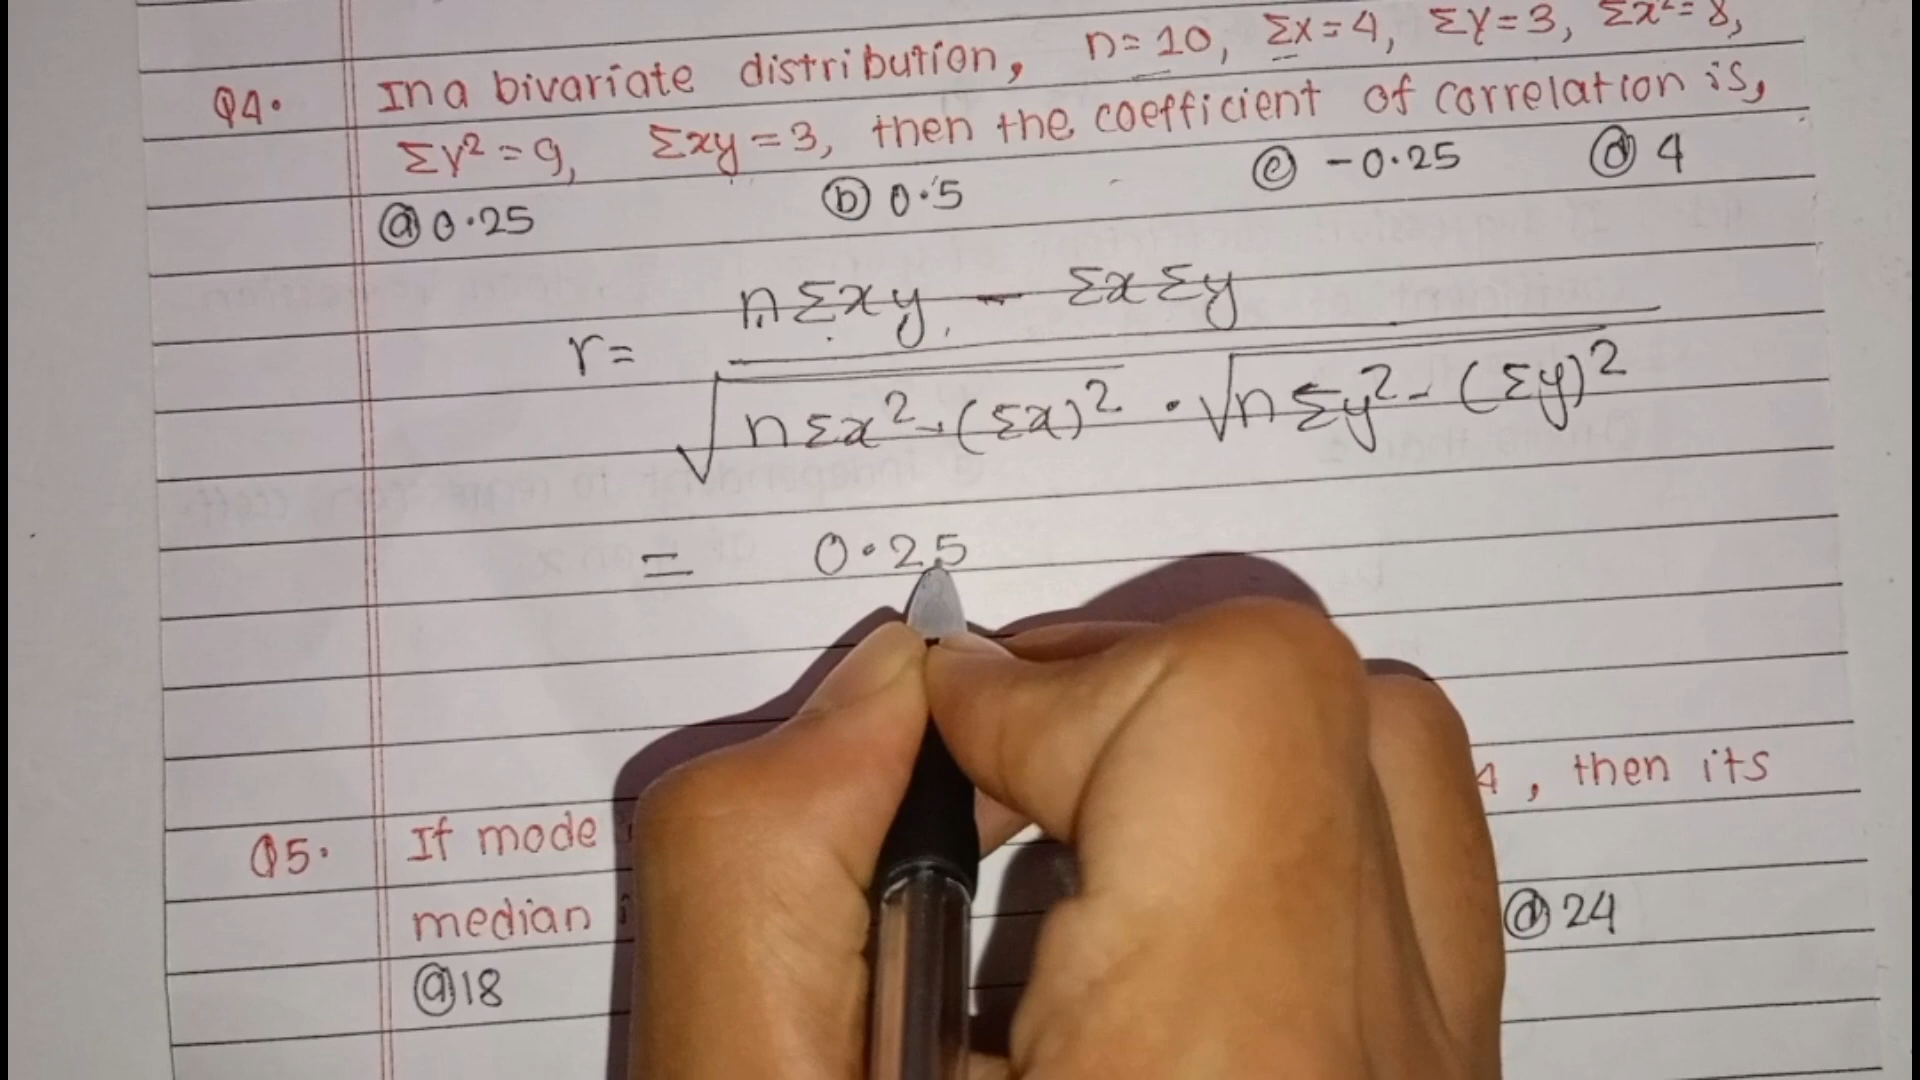 Q4. In a bivariate distribution, n=10, Σx=4, ΣY=3, Σx²=8,
ΣY²=9, Σxy=3, then the coefficient of correlation is,
ⓐ 0.25 ⓑ 0.5 ⓒ -0.25 ⓓ 4
r= nΣxy - ΣxΣy
√nΣx²-(Σx)² . √nΣy²-(Σy)²
= 0.25
Q5. If mode 4, then its
median
ⓐ 18 ⓓ 24